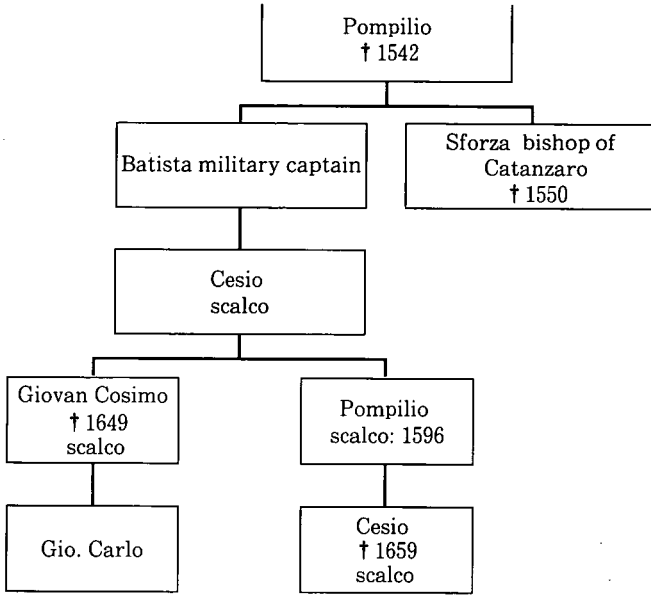 Pompilio
† 1542
Batista military captain
Sforza bishop of
Catanzaro
† 1550
Cesio
scalco
Giovan Cosimo
† 1649
scalco
Pompilio
scalco: 1596
Gio. Carlo
Cesio
† 1659
scalco